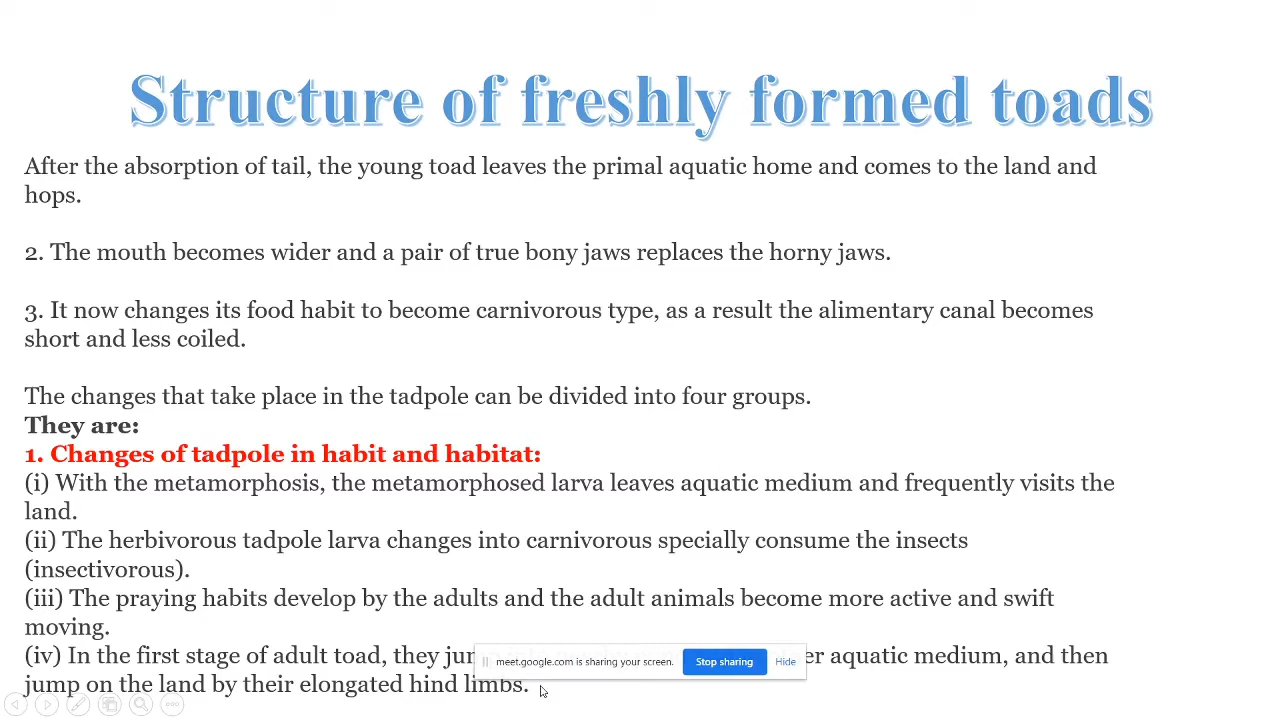 Structure of freshly formed toads
After the absorption of tail, the young toad leaves the primal aquatic home and comes to the land and
hops.
2. The mouth becomes wider and a pair of true bony jaws replaces the horny jaws.
3. It now changes its food habit to become carnivorous type, as a result the alimentary canal becomes
short and less coiled.
The changes that take place in the tadpole can be divided into four groups.
They are:
1. Changes of tadpole in habit and habitat:
(i) With the metamorphosis, the metamorphosed larva leaves aquatic medium and frequently visits the
land.
(ii) The herbivorous tadpole larva changes into carnivorous specially consume the insects
(insectivorous).
(iii) The praying habits develop by the adults and the adult animals become more active and swift
moving.
(iv) In the first stage of adult toad, they aquatic medium, and then
meet.google.com is sharing your screen. Stop sharing Hide
jump on the land by their elongated hind limbs.